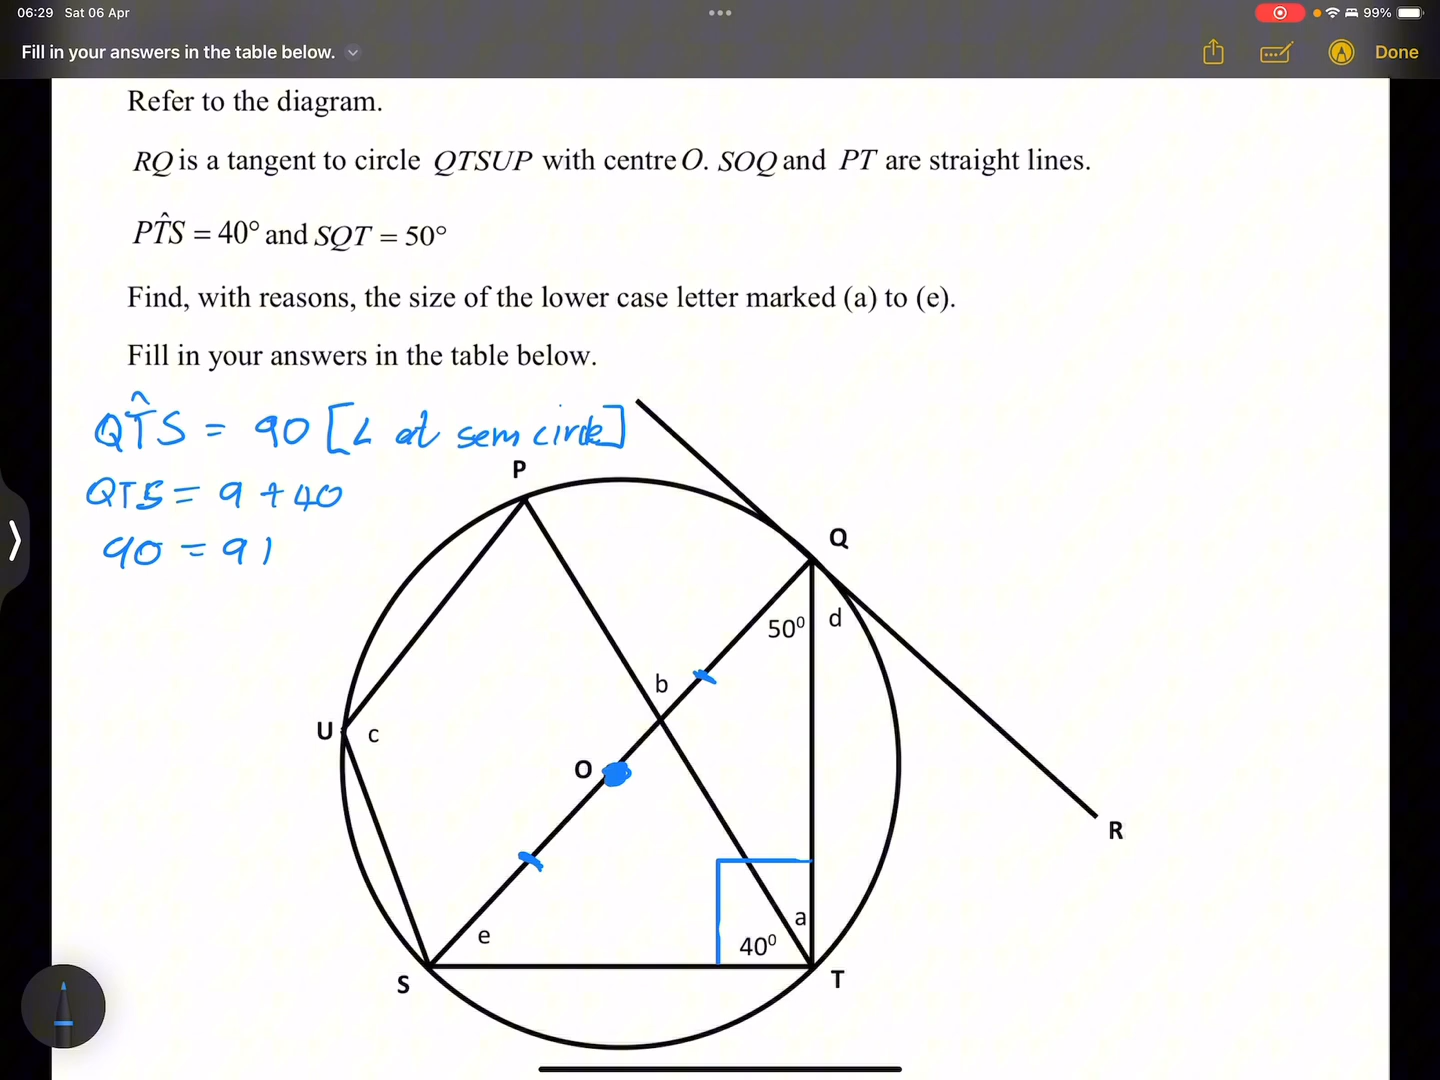 06:29 Sat 06 Apr
99%
Fill in your answers in the table below.
Done
Refer to the diagram.
RQ is a tangent to circle QTSUP with centre O. SOQ and PT are straight lines.
PT̂S = 40° and SQT = 50°
Find, with reasons, the size of the lower case letter marked (a) to (e).
Fill in your answers in the table below.
QT̂S = 90 [∠ at sem circle]
QTS = 9 + 40
90 = 91
P
Q
50⁰ d
b
U c
O
R
a
e 40⁰
S T